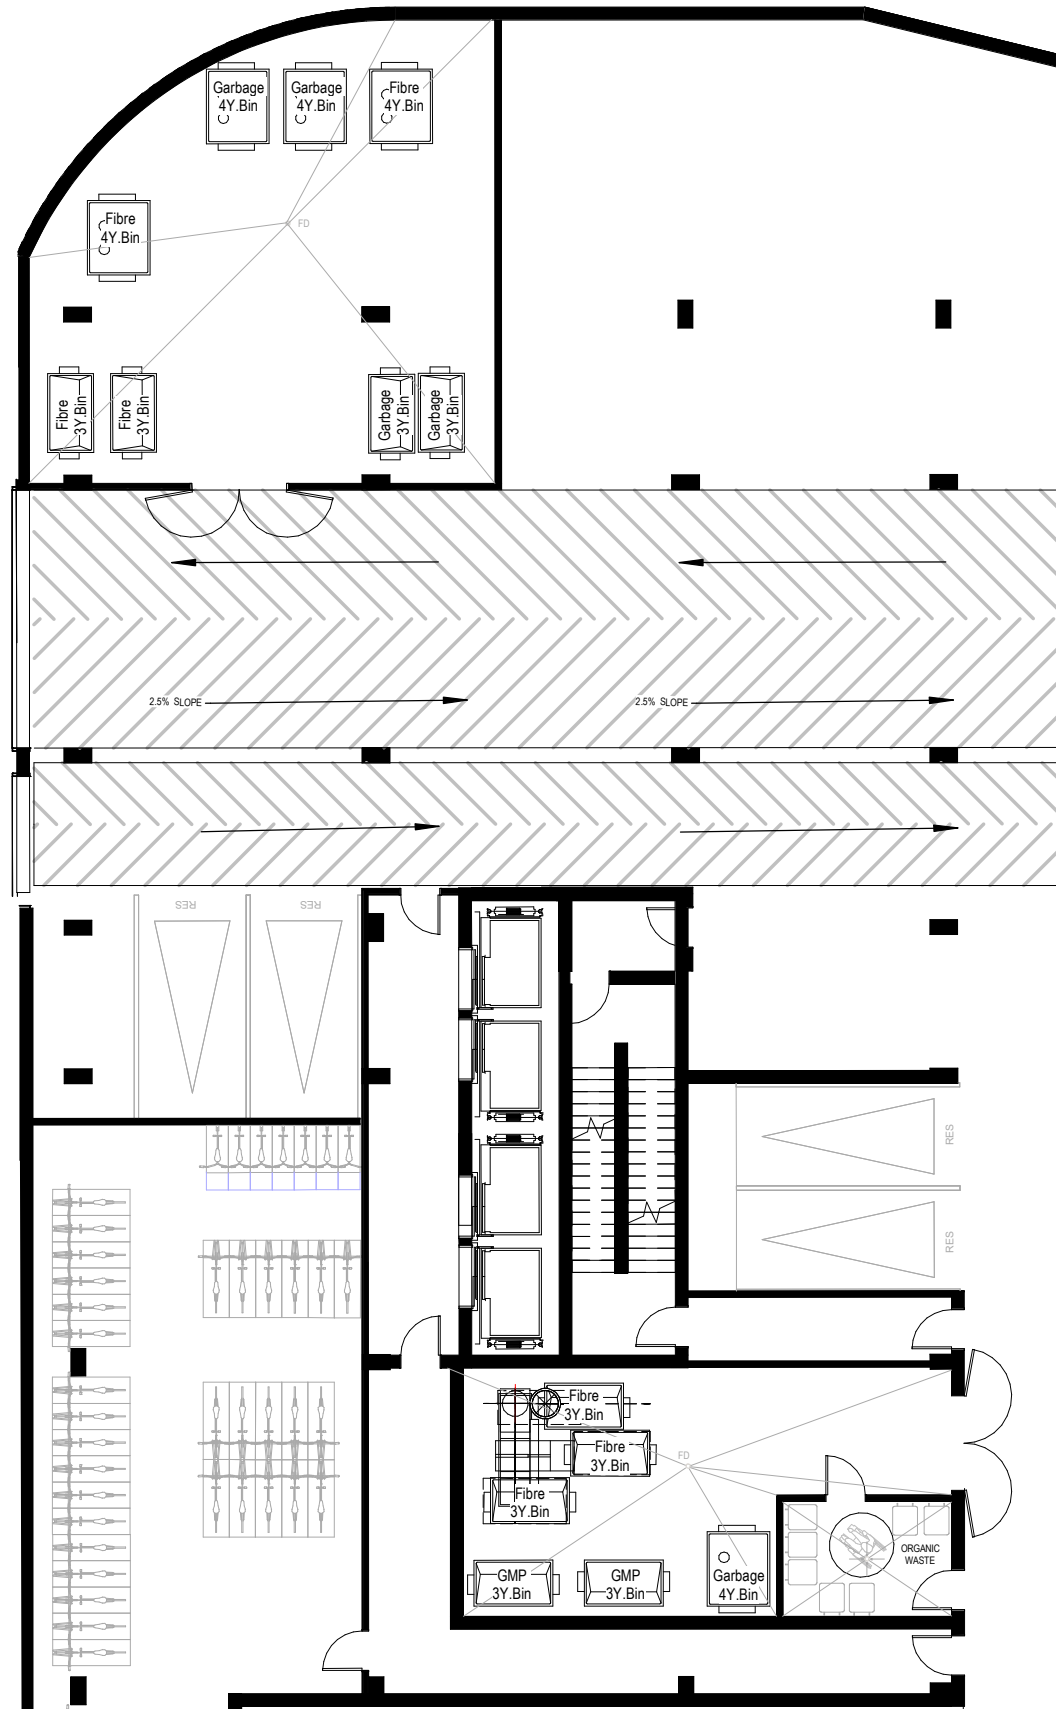 Garbage
4Y.Bin
Garbage
4Y.Bin
Fibre
4Y.Bin
Fibre
4Y.Bin
FD
Fibre
3Y.Bin
Fibre
3Y.Bin
Garbage
3Y.Bin
Garbage
3Y.Bin
2.5% SLOPE
2.5% SLOPE
RES
RES
RES
RES
Fibre
3Y.Bin
Fibre
3Y.Bin
FD
Fibre
3Y.Bin
ORGANIC
WASTE
GMP
3Y.Bin
GMP
3Y.Bin
Garbage
4Y.Bin